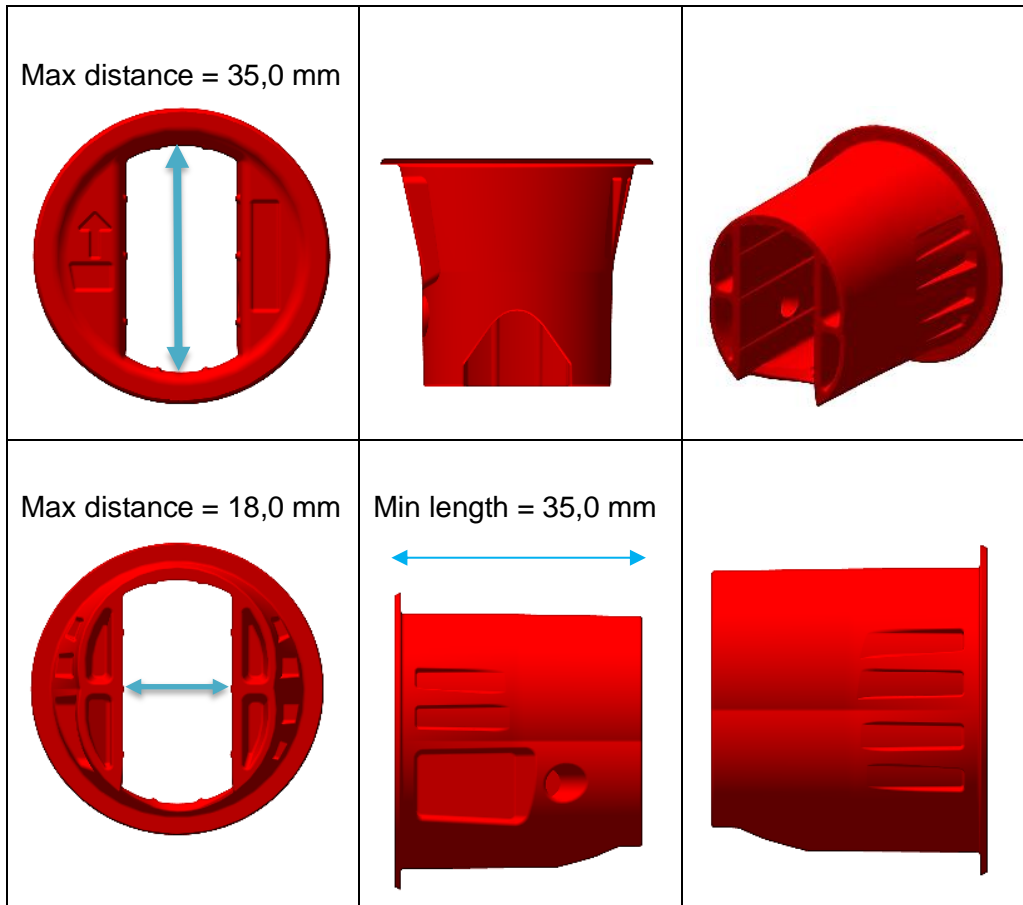 Max distance = 35,0 mm
Max distance = 18,0 mm
Min length = 35,0 mm